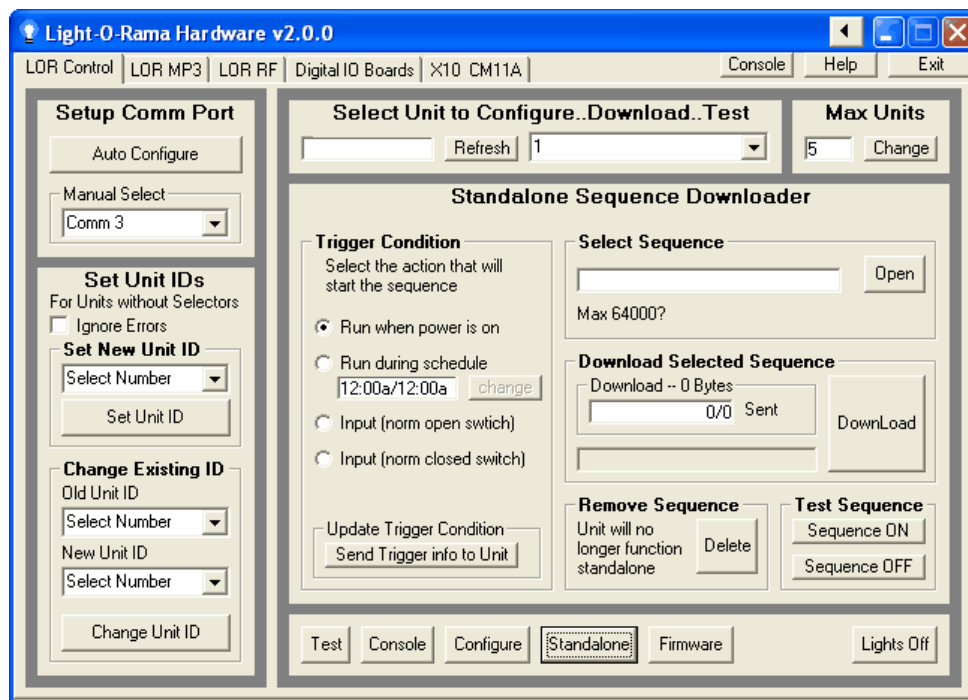 Light-O-Rama Hardware v2.0.0
LOR Control LOR MP3 LOR RF Digital IO Boards X10 CM11A Console Help Exit
Setup Comm Port
Auto Configure
Manual Select
Comm 3
Set Unit IDs
For Units without Selectors
Ignore Errors
Set New Unit ID
Select Number
Set Unit ID
Change Existing ID
Old Unit ID
Select Number
New Unit ID
Select Number
Change Unit ID
Select Unit to Configure..Download..Test
Refresh 1
Max Units
5 Change
Standalone Sequence Downloader
Trigger Condition
Select the action that will
start the sequence
Run when power is on
Run during schedule
12:00a/12:00a change
Input (norm open swtich)
Input (norm closed switch)
Update Trigger Condition
Send Trigger info to Unit
Select Sequence
Open
Max 64000?
Download Selected Sequence
Download -- 0 Bytes
0/0 Sent
DownLoad
Remove Sequence
Unit will no
longer function
standalone
Delete
Test Sequence
Sequence ON
Sequence OFF
Test Console Configure Standalone Firmware Lights Off